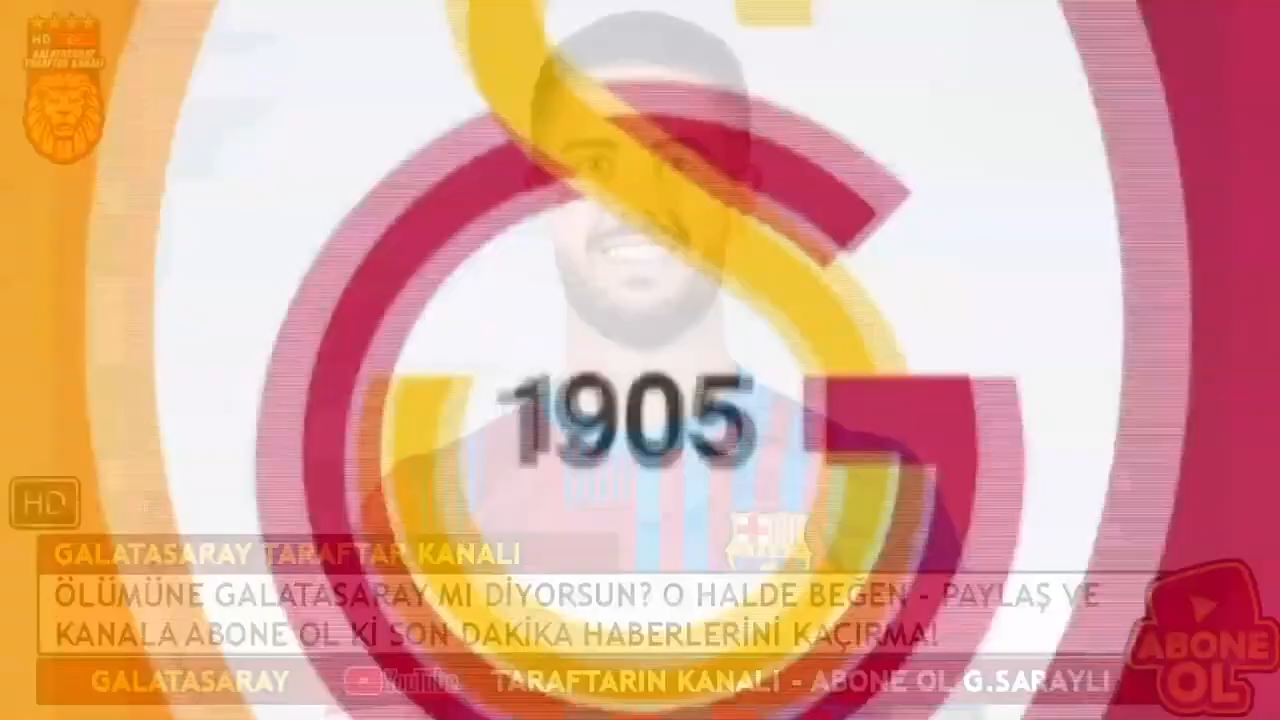 HD
GALATASARAY
TARAFTAR KANALI
1905
HD
GALATASARAY TARAFTAR KANALI
ÖLÜMÜNE GALATASARAY MI DİYORSUN? O HALDE BEĞEN - PAYLAŞ VE
KANALA ABONE OL Kİ SON DAKİKA HABERLERİNİ KAÇIRMA!
GALATASARAY YouTube TARAFTARIN KANALI - ABONE OL G.SARAYLI
ABONE
OL